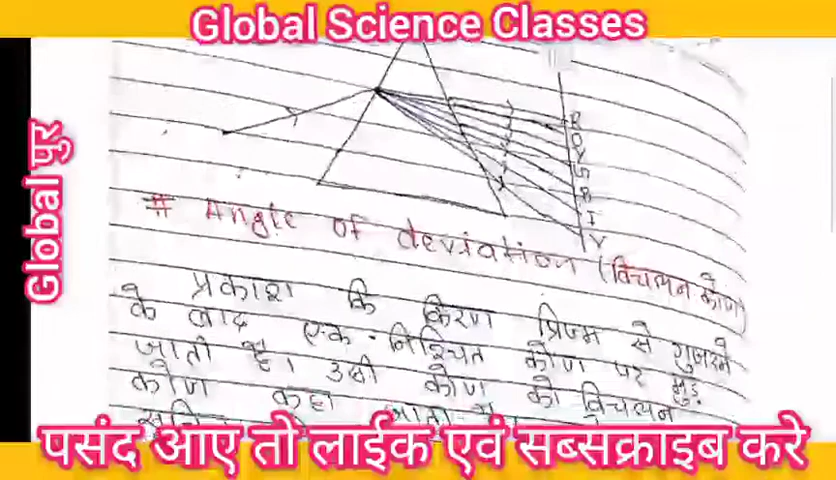 Global Science Classes
Global पुर
R
O
Y
G
B
I
V
# Angle of deviation (विचलन कोण)
प्रकाश कि किरण प्रिज्म से गुजरने
के बाद एक निश्चित कोण पर मुड़
जाती है। उसी कोण को विचलन
कोण कहा जाता
पसंद आए तो लाईक एवं सब्सक्राइब करे